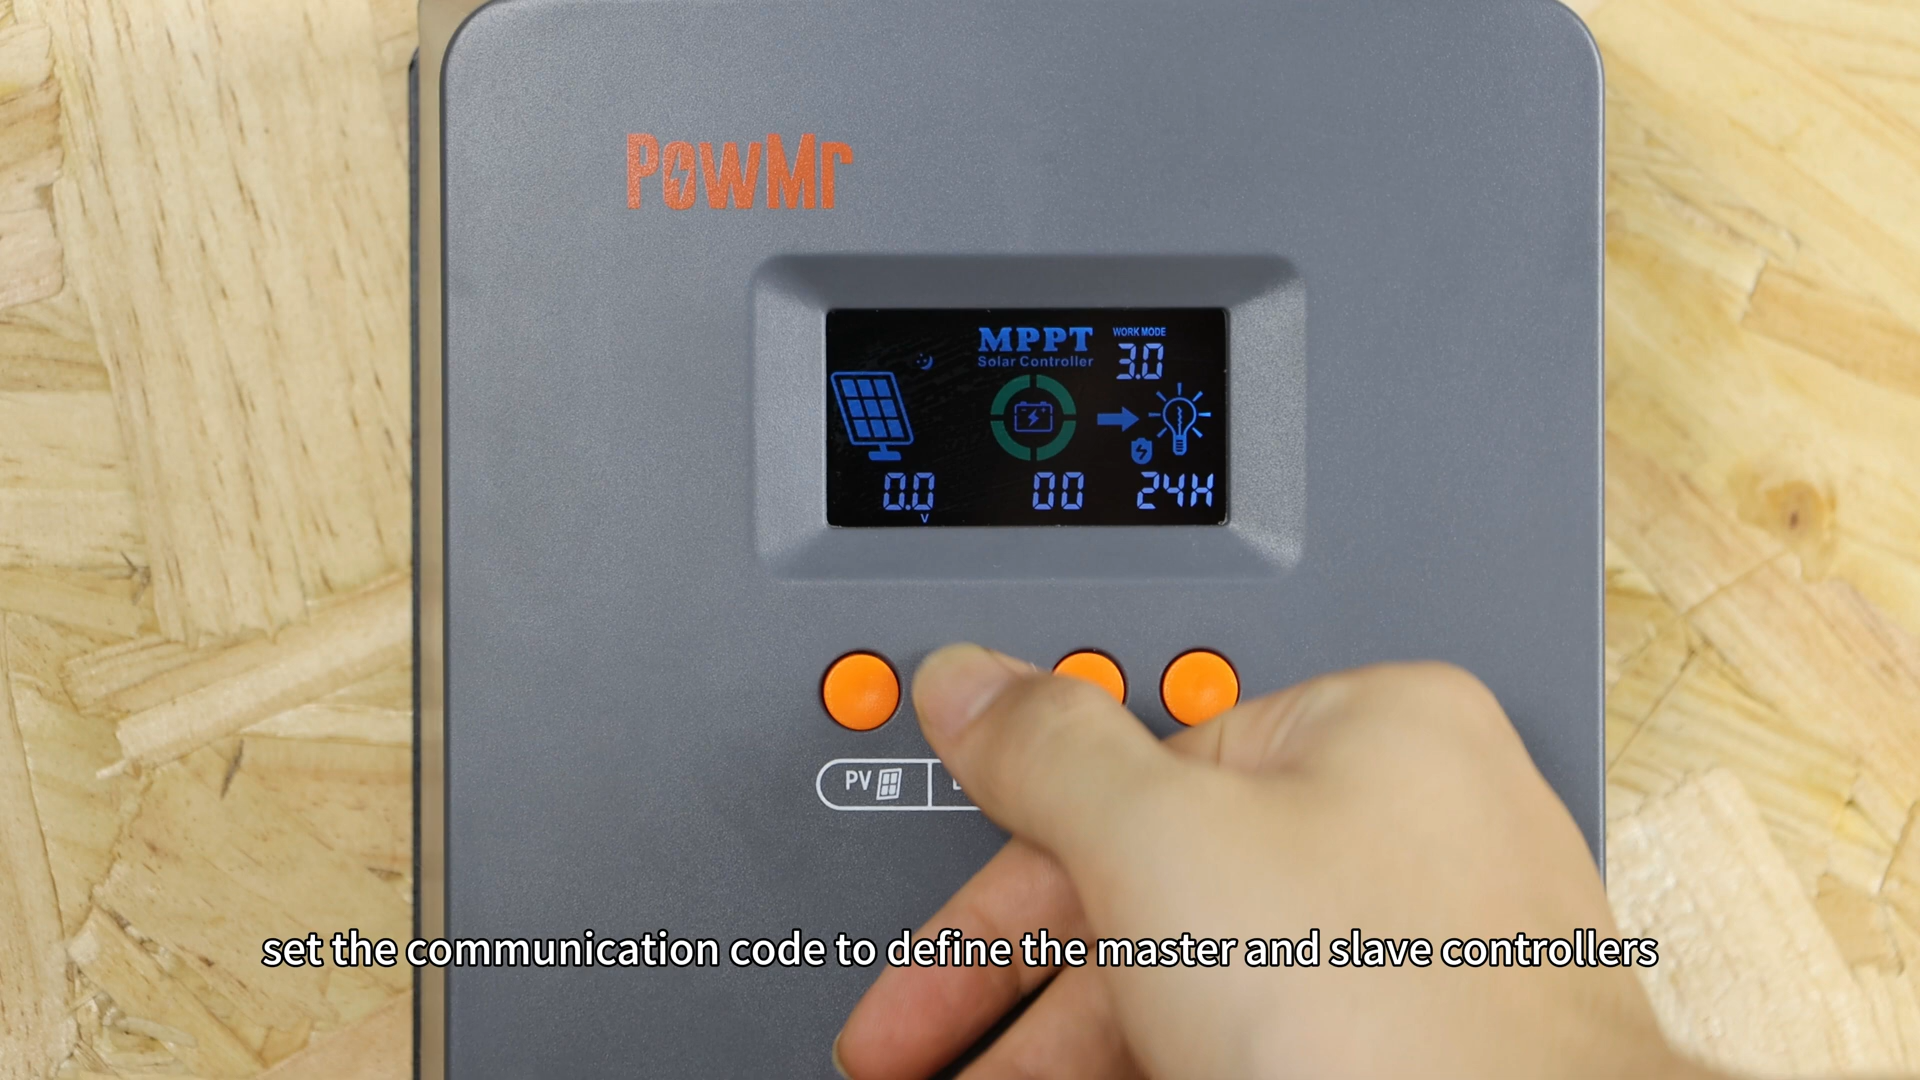 PowMr
MPPT
Solar Controller
WORK MODE
3.0
0.0
V
00
24H
PV
set the communication code to define the master and slave controllers